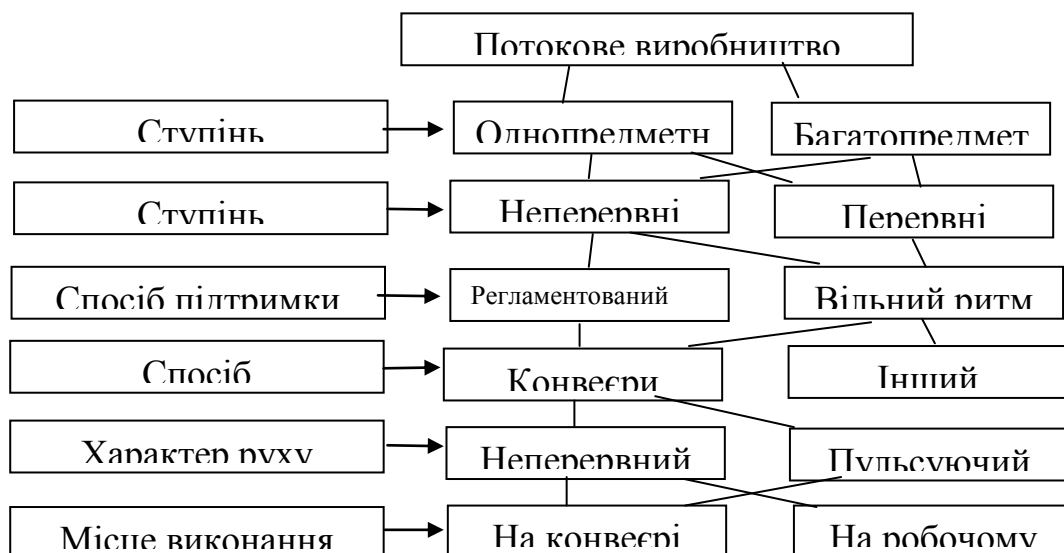 Потокове виробництво
Ступінь
Однопредметн
Багатопредмет
Ступінь
Неперервні
Перервні
Спосіб підтримки
Регламентований
Вільний ритм
Спосіб
Конвеєри
Інший
Характер руху
Неперервний
Пульсуючий
Місце виконання
На конвеєрі
На робочому